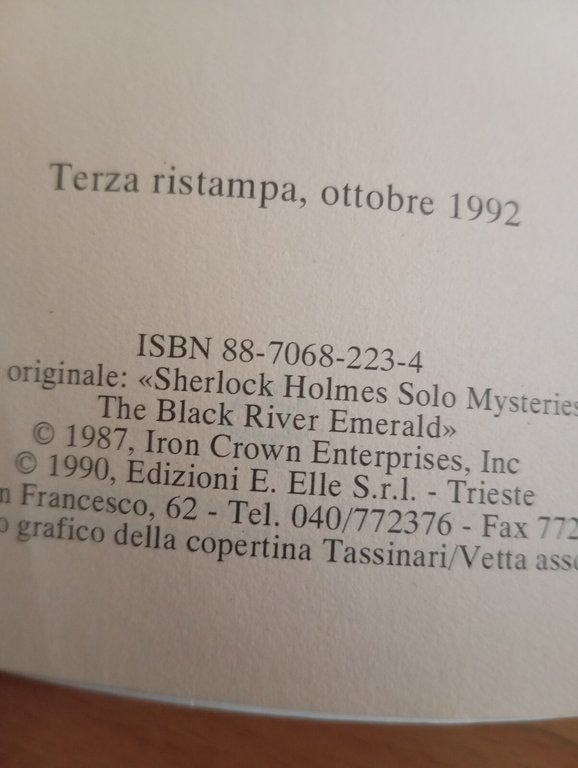 Terza ristampa, ottobre 1992
ISBN 88-7068-223-4
originale: «Sherlock Holmes Solo Mysteries
The Black River Emerald»
© 1987, Iron Crown Enterprises, Inc
© 1990, Edizioni E. Elle S.r.l. - Trieste
Francesco, 62 - Tel. 040/772376 - Fax 772
grafico della copertina Tassinari/Vetta